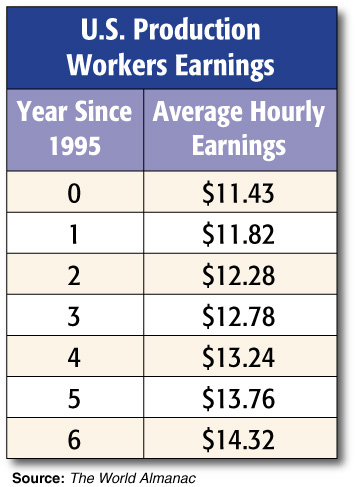 U.S. Production
Workers Earnings
Year Since
1995
Average Hourly
Earnings
0 $11.43
1 $11.82
2 $12.28
3 $12.78
4 $13.24
5 $13.76
6 $14.32
Source: The World Almanac